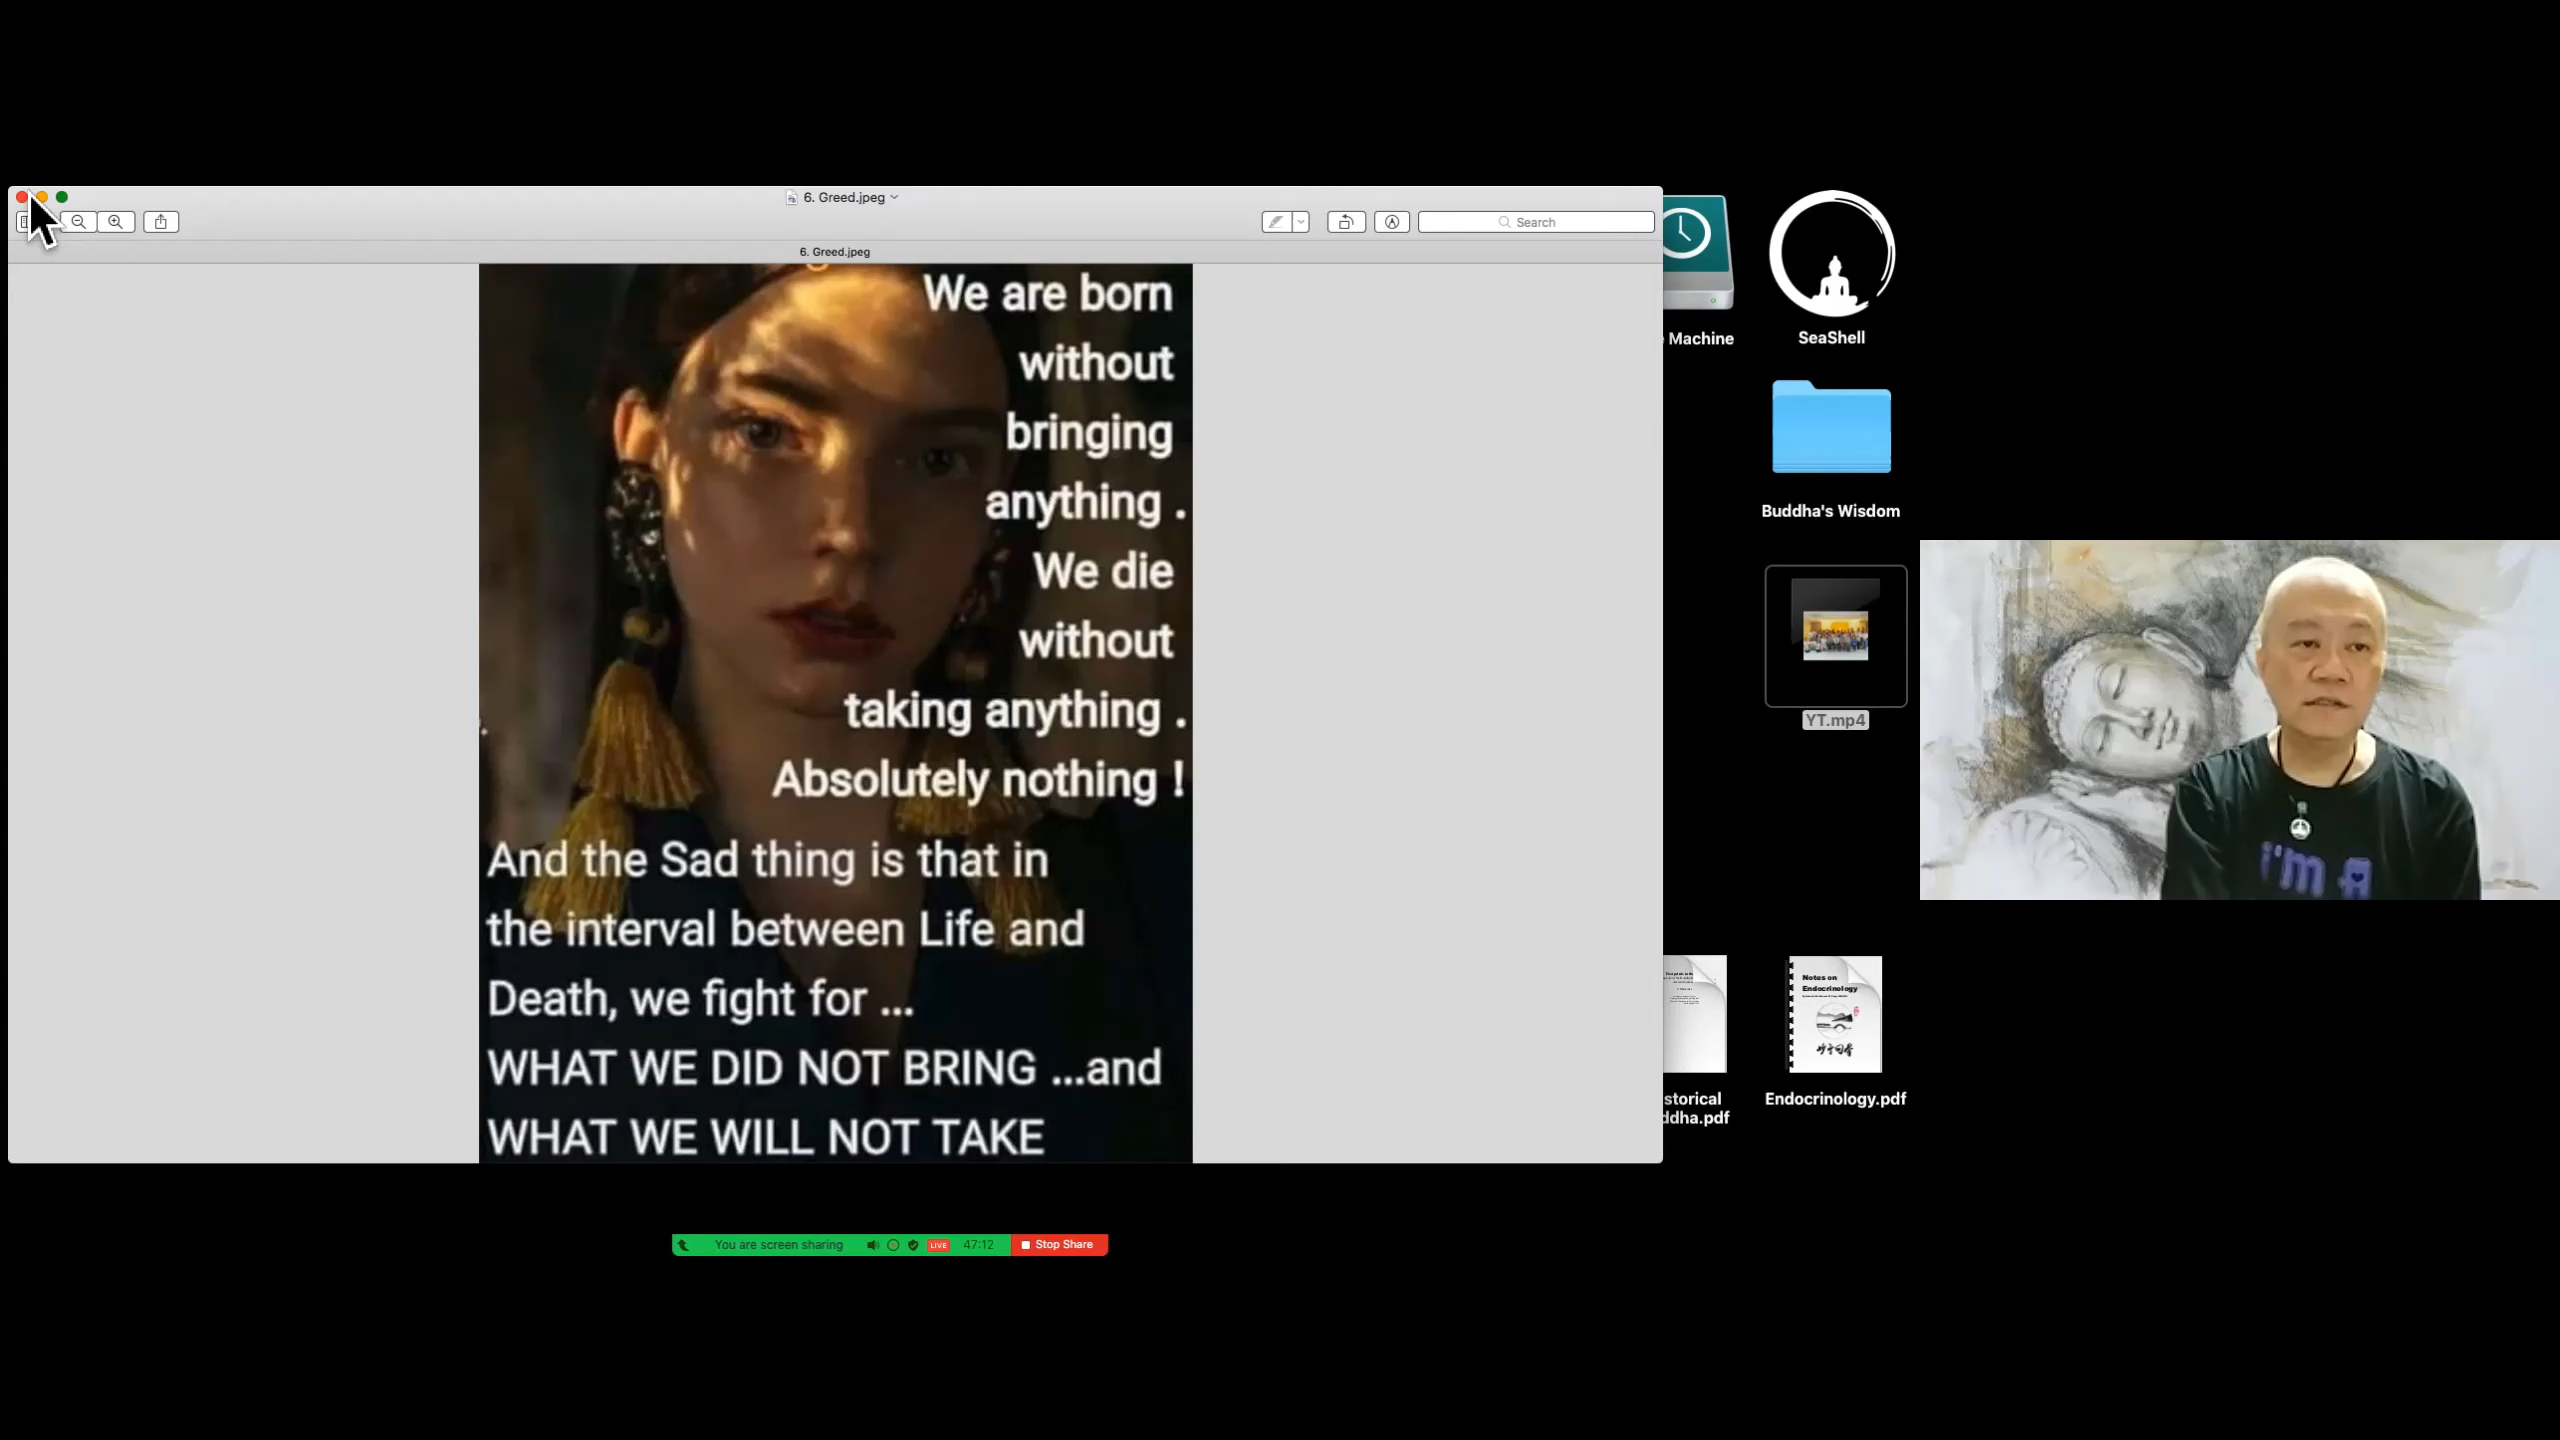 6. Greed.jpeg
Search
6. Greed.jpeg
We are born
without
bringing
anything .
We die
without
taking anything .
Absolutely nothing !
And the Sad thing is that in
the interval between Life and
Death, we fight for ...
WHAT WE DID NOT BRING ...and
WHAT WE WILL NOT TAKE
Machine
SeaShell
Buddha's Wisdom
YT.mp4
i'm a
Notes on
Endocrinology
storical
ddha.pdf
Endocrinology.pdf
You are screen sharing
LIVE
47:12
Stop Share